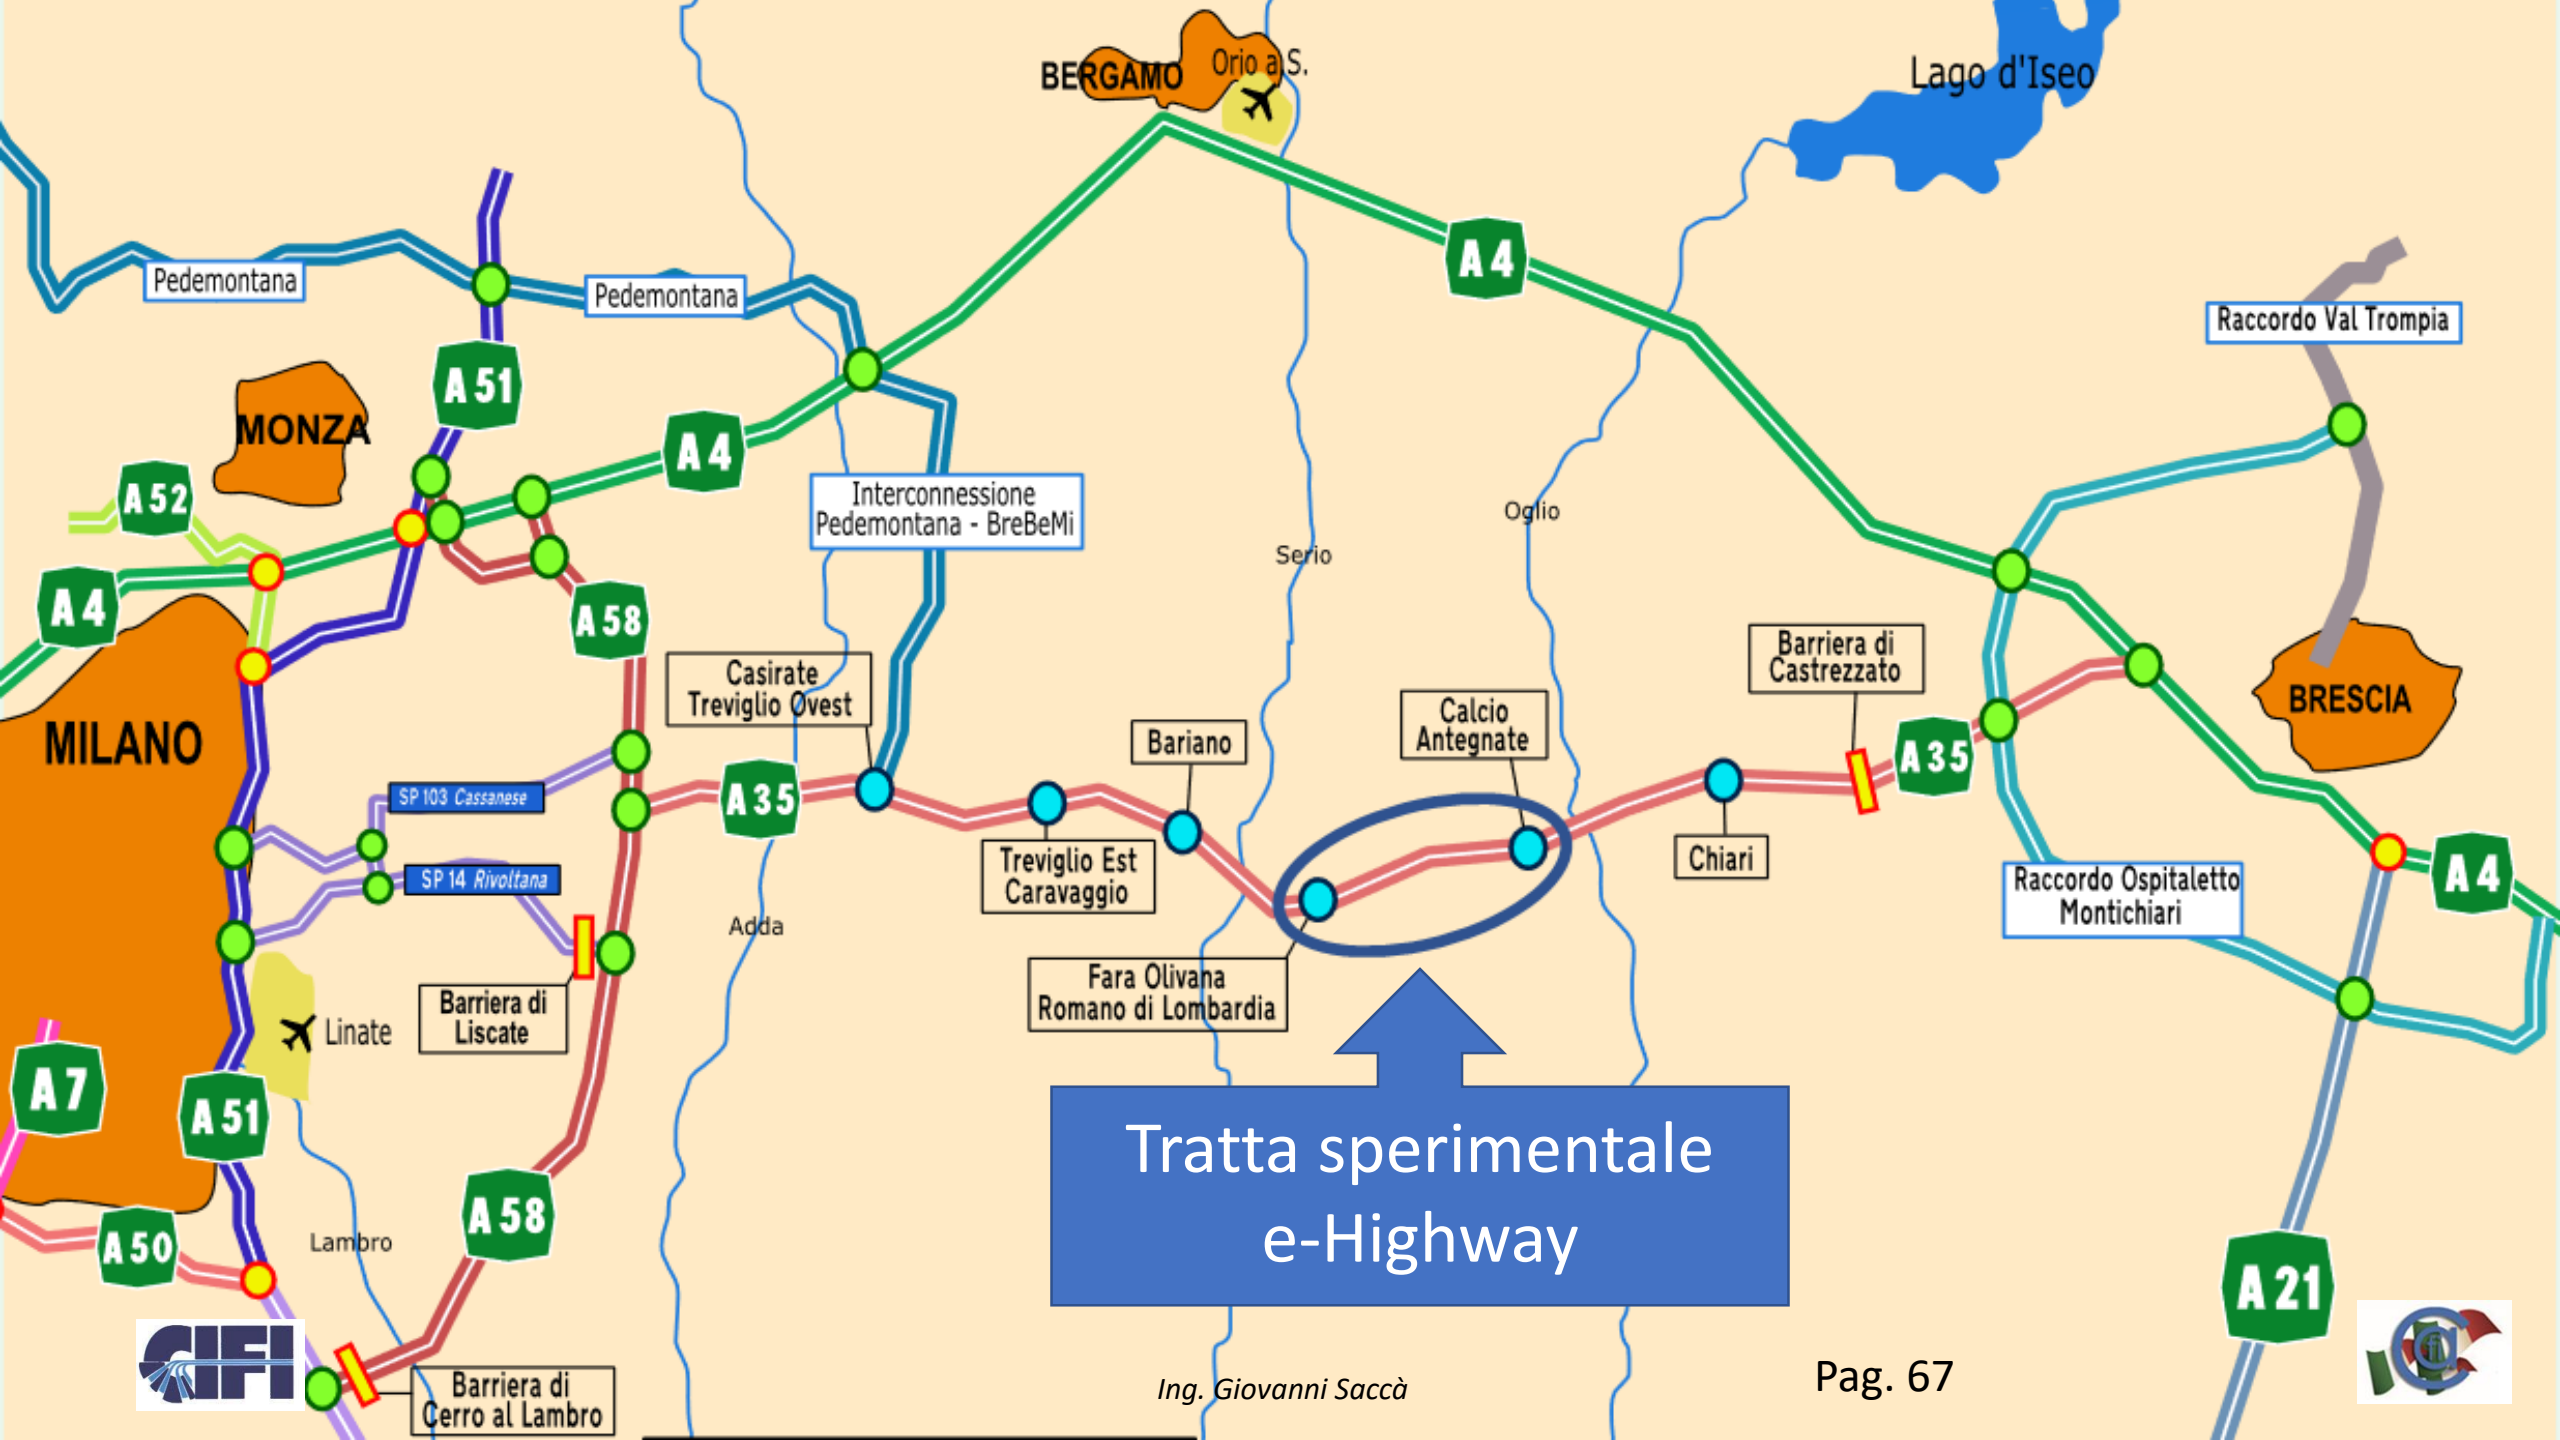 BERGAMO
Orio a S.
Lago d'Iseo
Pedemontana
Pedemontana
A 4
Raccordo Val Trompia
A 51
MONZA
A 4
A 52
Interconnessione
Pedemontana - BreBeMi
Oglio
Serio
A 4
A 58
Casirate
Treviglio Ovest
Barriera di
Castrezzato
Calcio
Antegnate
BRESCIA
MILANO
Bariano
A 35
SP 103 Cassanese
A 35
Treviglio Est
Caravaggio
Chiari
SP 14 Rivoltana
A 4
Raccordo Ospitaletto
Montichiari
Adda
Fara Olivana
Romano di Lombardia
Barriera di
Liscate
Linate
A 7
A 51
Tratta sperimentale
e-Highway
A 58
A 50
Lambro
A 21
CIFI
Barriera di
Cerro al Lambro
Ing. Giovanni Saccà
Pag. 67